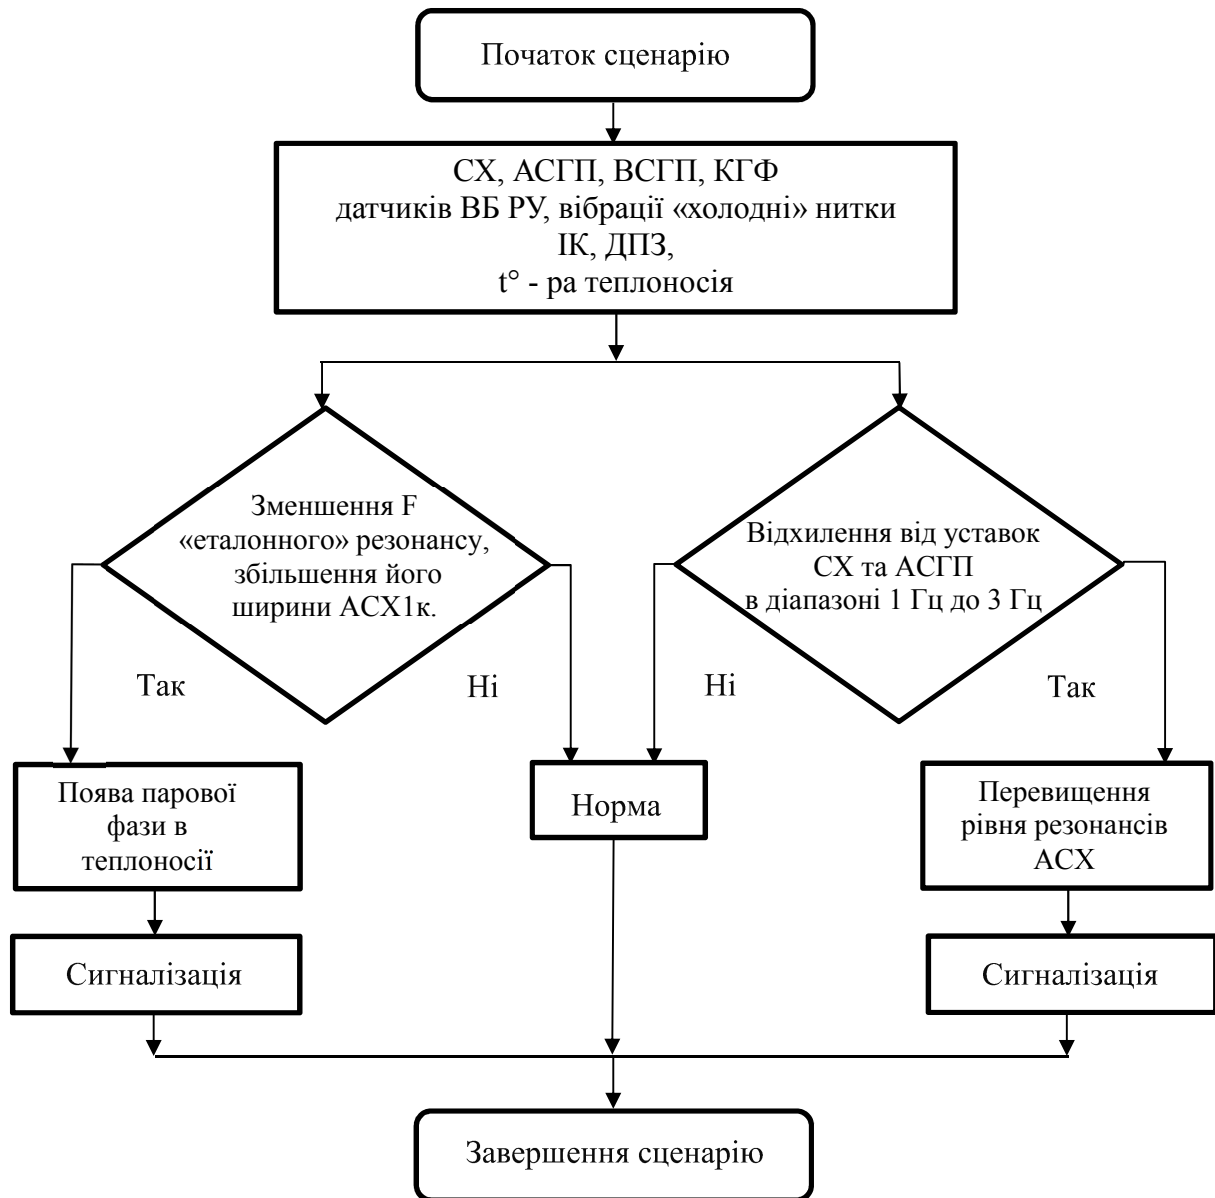 Початок сценарію
СХ, АСГП, ВСГП, КГФ
датчиків ВБ РУ, вібрації «холодні» нитки
ІК, ДПЗ,
t° - ра теплоносія
Зменшення F
«еталонного» резонансу,
збільшення його
ширини АСХ1к.
Відхилення від уставок
СХ та АСГП
в діапазоні 1 Гц до 3 Гц
Так
Ні
Ні
Так
Поява парової
фази в
теплоносії
Норма
Перевищення
рівня резонансів
АСХ
Сигналізація
Сигналізація
Завершення сценарію